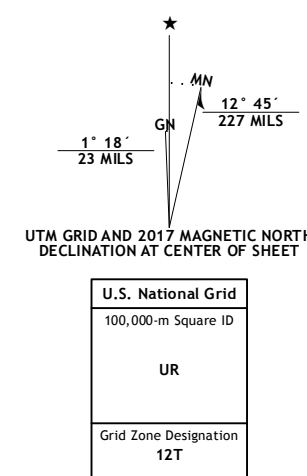 ★
MN
GN
12° 45´
227 MILS
1° 18´
23 MILS
UTM GRID AND 2017 MAGNETIC NORTH
DECLINATION AT CENTER OF SHEET
U.S. National Grid
100,000-m Square ID
UR
Grid Zone Designation
12T